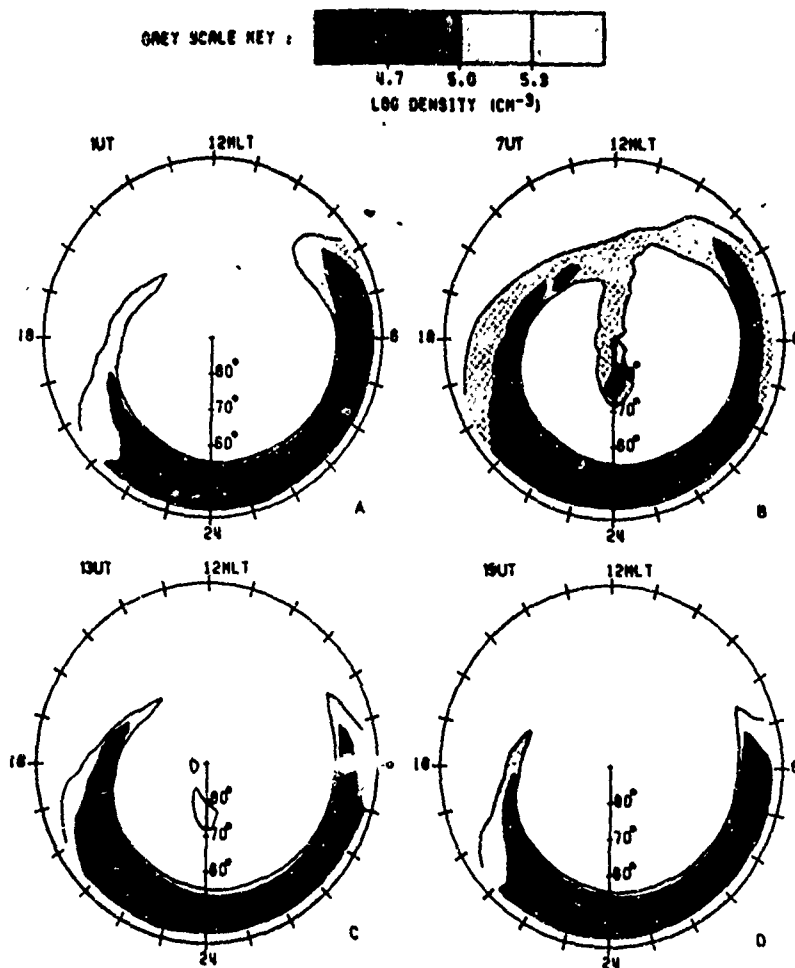 GREY SCALE KEY :
4.7 5.0 5.3
LOG DENSITY (CM-3)
1UT 12MLT
18 6
80°
70°
60°
24
A
7UT 12MLT
18
70°
60°
24
B
13UT 12MLT
18
80°
70°
60°
24
C
19UT 12MLT
18
80°
70°
60°
24
D